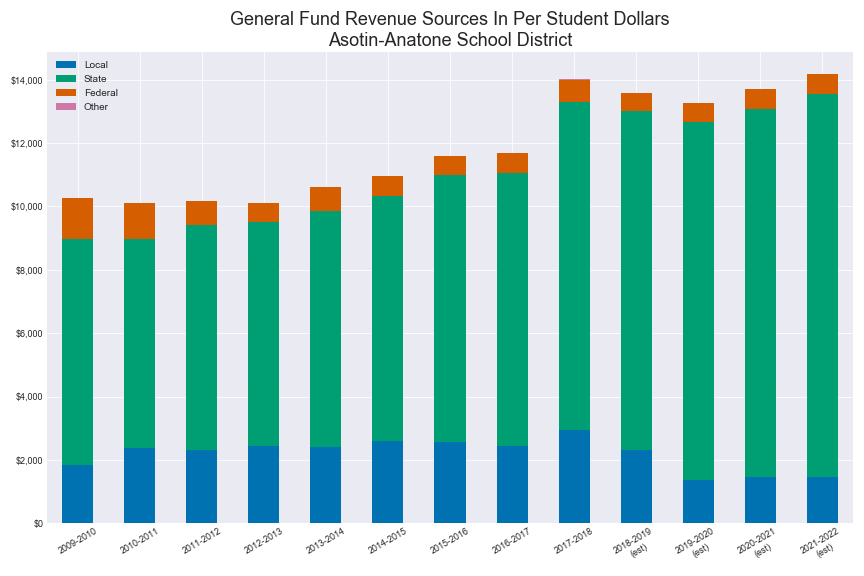 General Fund Revenue Sources In Per Student Dollars
Asotin-Anatone School District
Local
State
Federal
Other
$14,000
$12,000
$10,000
$8,000
$6,000
$4,000
$2,000
$0
2009-2010
2010-2011
2011-2012
2012-2013
2013-2014
2014-2015
2015-2016
2016-2017
2017-2018
2018-2019
(est)
2019-2020
(est)
2020-2021
(est)
2021-2022
(est)